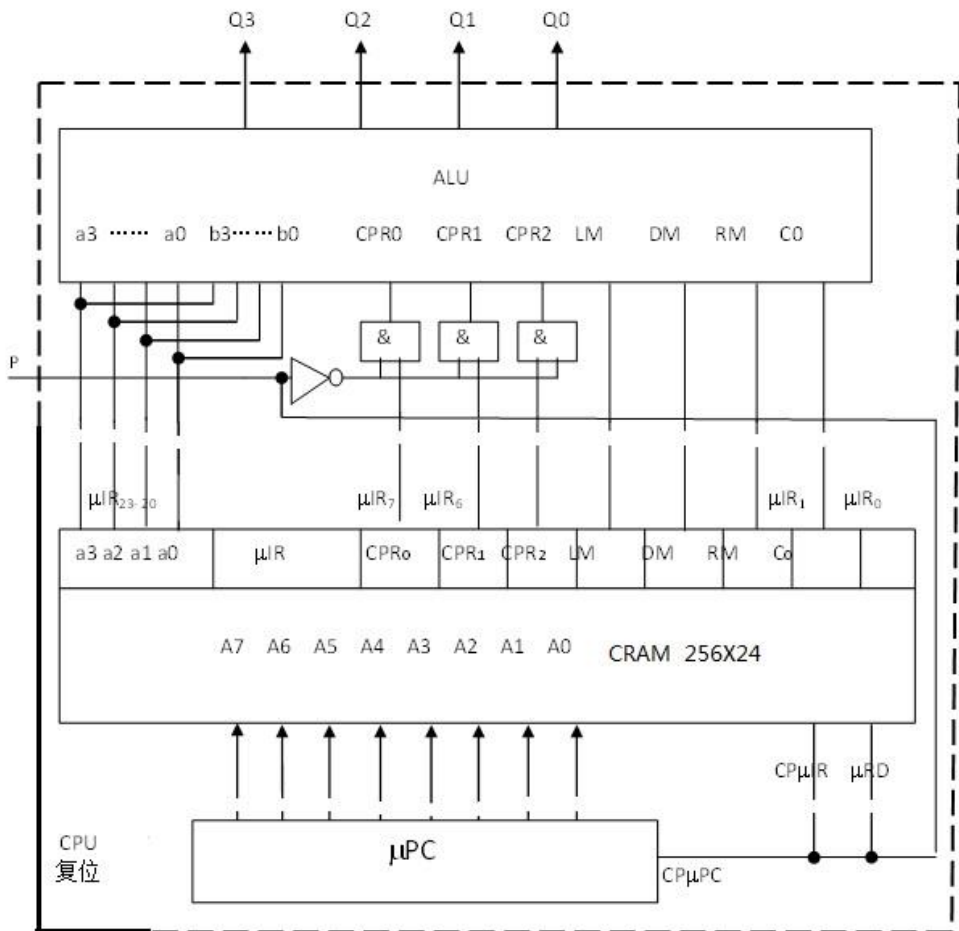 Q3 Q2 Q1 Q0
ALU
a3 ······ a0 b3······b0 CPR0 CPR1 CPR2 LM DM RM C0
& & &
P
μIR₂₃₋₂₀ μIR₇ μIR₆ μIR₁ μIR₀
a3 a2 a1 a0 μIR CPR₀ CPR₁ CPR₂ LM DM RM C₀
A7 A6 A5 A4 A3 A2 A1 A0 CRAM 256X24
CPμIR μRD
CPU
复位
μPC
CPμPC